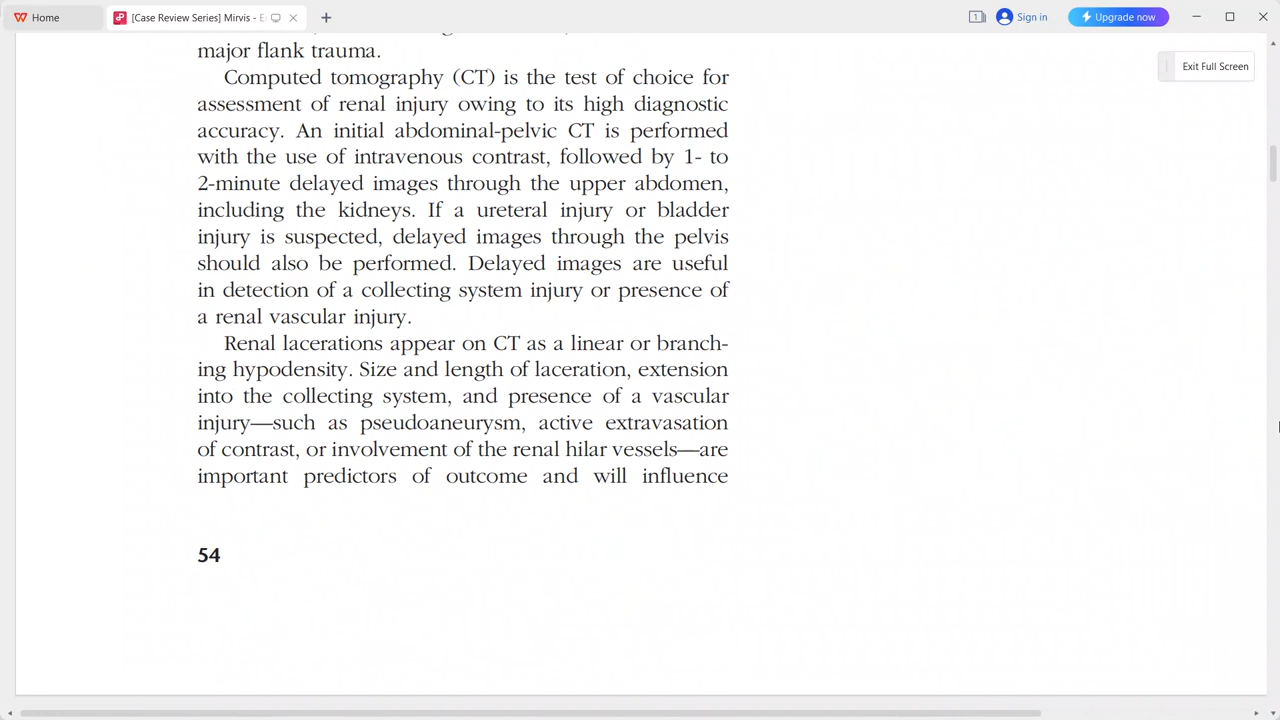 Home
[Case Review Series] Mirvis - E
1
Sign in
Upgrade now
Exit Full Screen
major flank trauma.
Computed tomography (CT) is the test of choice for
assessment of renal injury owing to its high diagnostic
accuracy. An initial abdominal-pelvic CT is performed
with the use of intravenous contrast, followed by 1- to
2-minute delayed images through the upper abdomen,
including the kidneys. If a ureteral injury or bladder
injury is suspected, delayed images through the pelvis
should also be performed. Delayed images are useful
in detection of a collecting system injury or presence of
a renal vascular injury.
Renal lacerations appear on CT as a linear or branch-
ing hypodensity. Size and length of laceration, extension
into the collecting system, and presence of a vascular
injury—such as pseudoaneurysm, active extravasation
of contrast, or involvement of the renal hilar vessels—are
important predictors of outcome and will influence
54